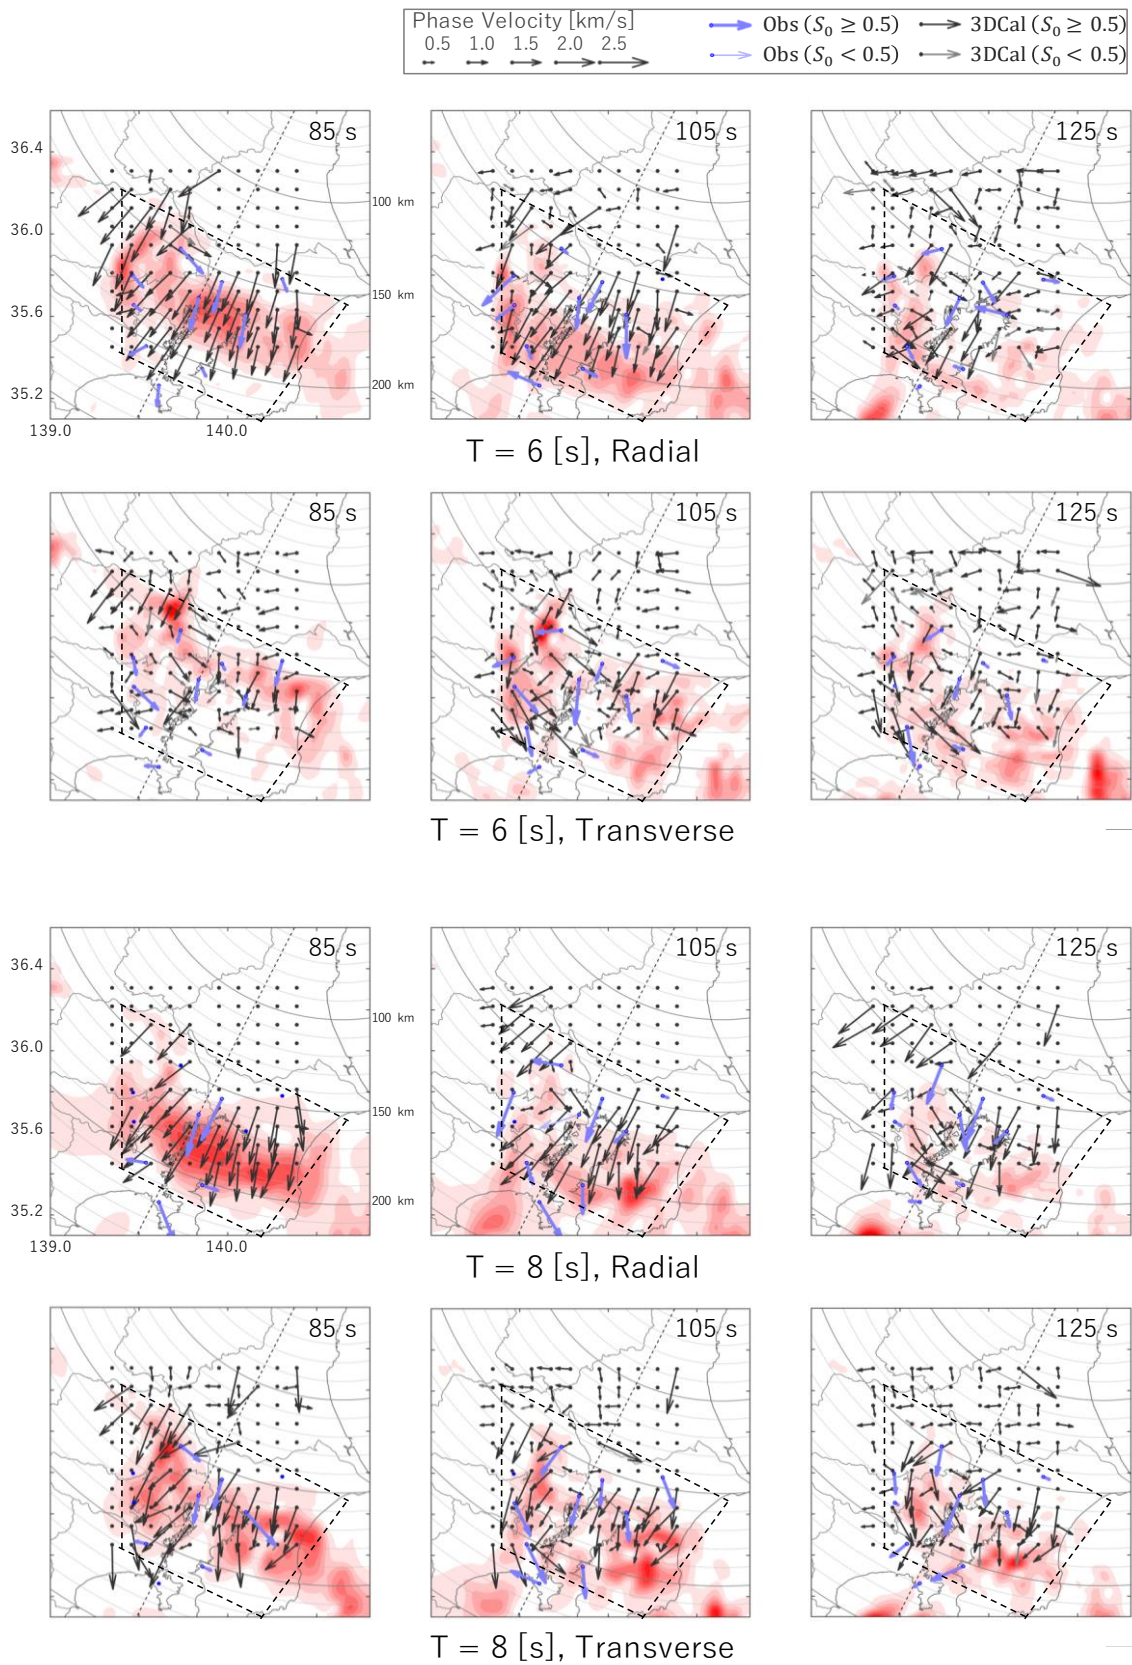 Phase Velocity [km/s]
0.5 1.0 1.5 2.0 2.5
Obs (S₀ ≥ 0.5) 3DCal (S₀ ≥ 0.5)
Obs (S₀ < 0.5) 3DCal (S₀ < 0.5)
85 s 105 s 125 s
36.4
100 km
36.0
150 km
35.6
200 km
35.2
139.0 140.0
T = 6 [s], Radial
85 s 105 s 125 s
T = 6 [s], Transverse
85 s 105 s 125 s
36.4
100 km
36.0
150 km
35.6
200 km
35.2
139.0 140.0
T = 8 [s], Radial
85 s 105 s 125 s
T = 8 [s], Transverse